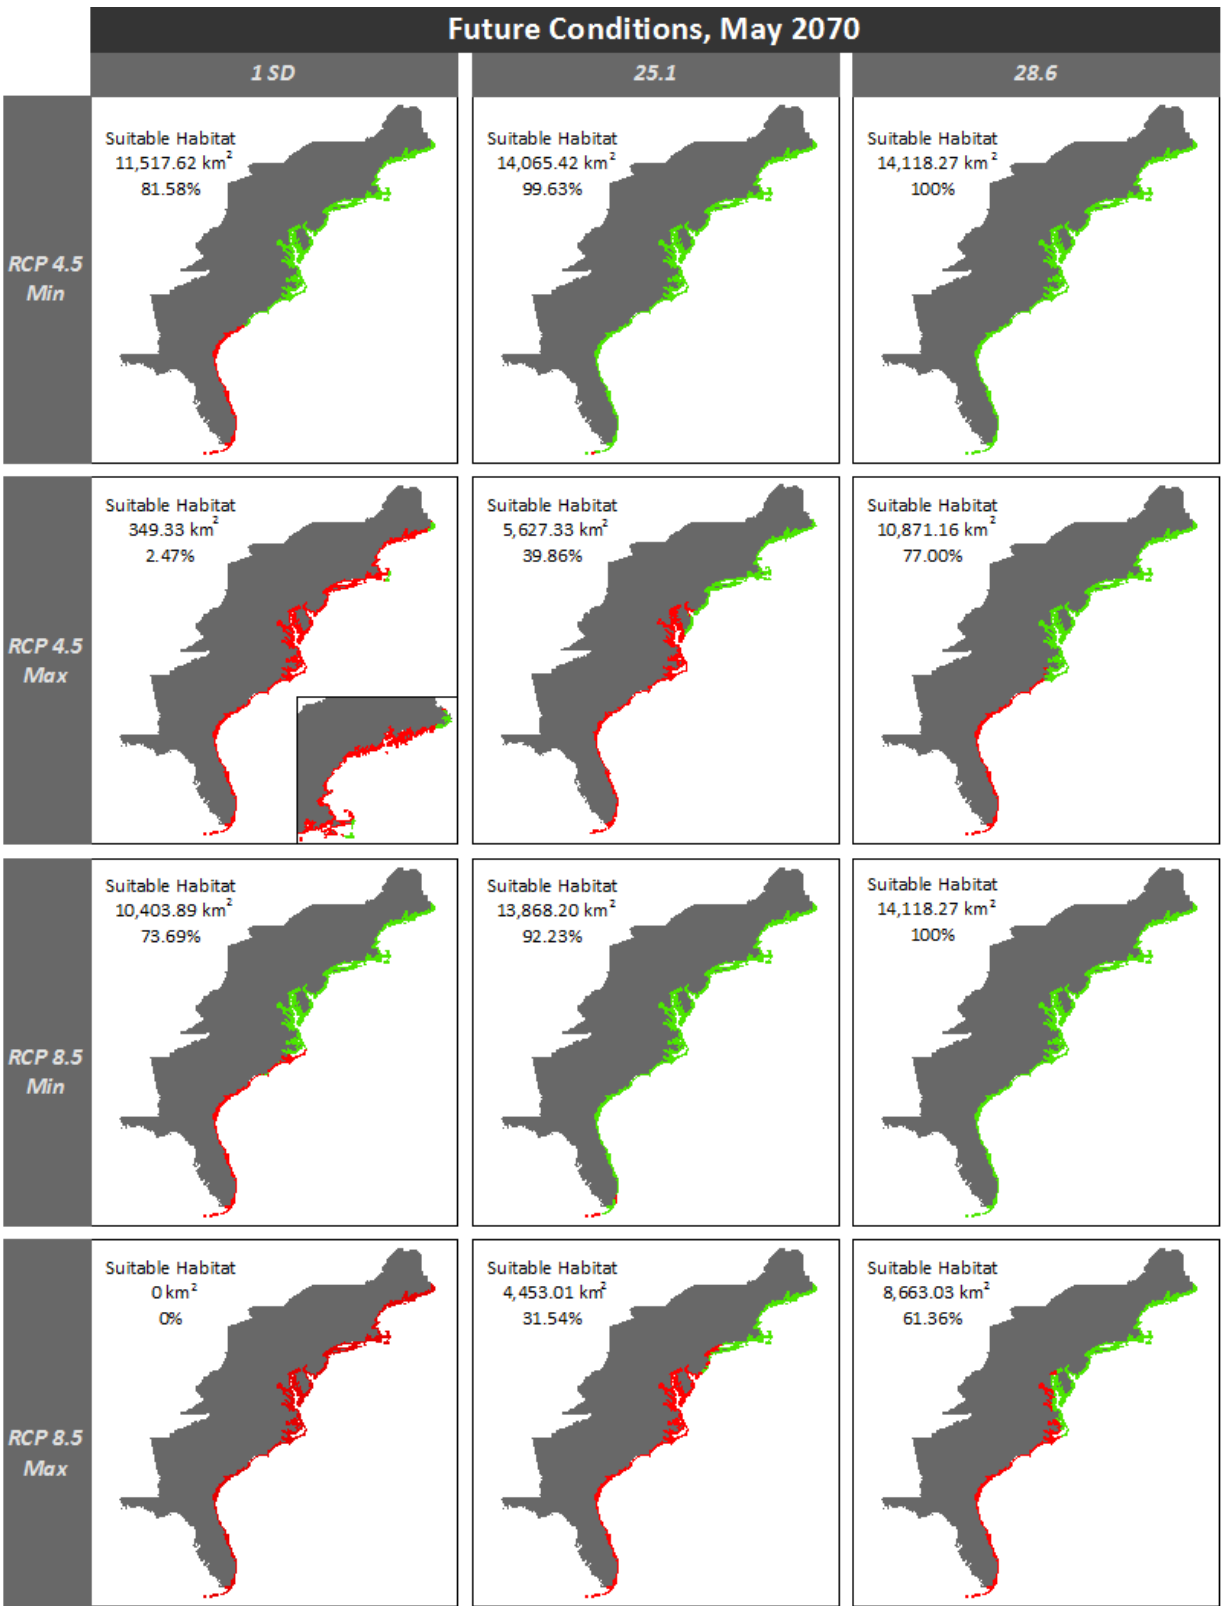 Future Conditions, May 2070
1 SD
25.1
28.6
RCP 4.5
Min
Suitable Habitat
11,517.62 km²
81.58%
Suitable Habitat
14,065.42 km²
99.63%
Suitable Habitat
14,118.27 km²
100%
RCP 4.5
Max
Suitable Habitat
349.33 km²
2.47%
Suitable Habitat
5,627.33 km²
39.86%
Suitable Habitat
10,871.16 km²
77.00%
RCP 8.5
Min
Suitable Habitat
10,403.89 km²
73.69%
Suitable Habitat
13,868.20 km²
92.23%
Suitable Habitat
14,118.27 km²
100%
RCP 8.5
Max
Suitable Habitat
0 km²
0%
Suitable Habitat
4,453.01 km²
31.54%
Suitable Habitat
8,663.03 km²
61.36%